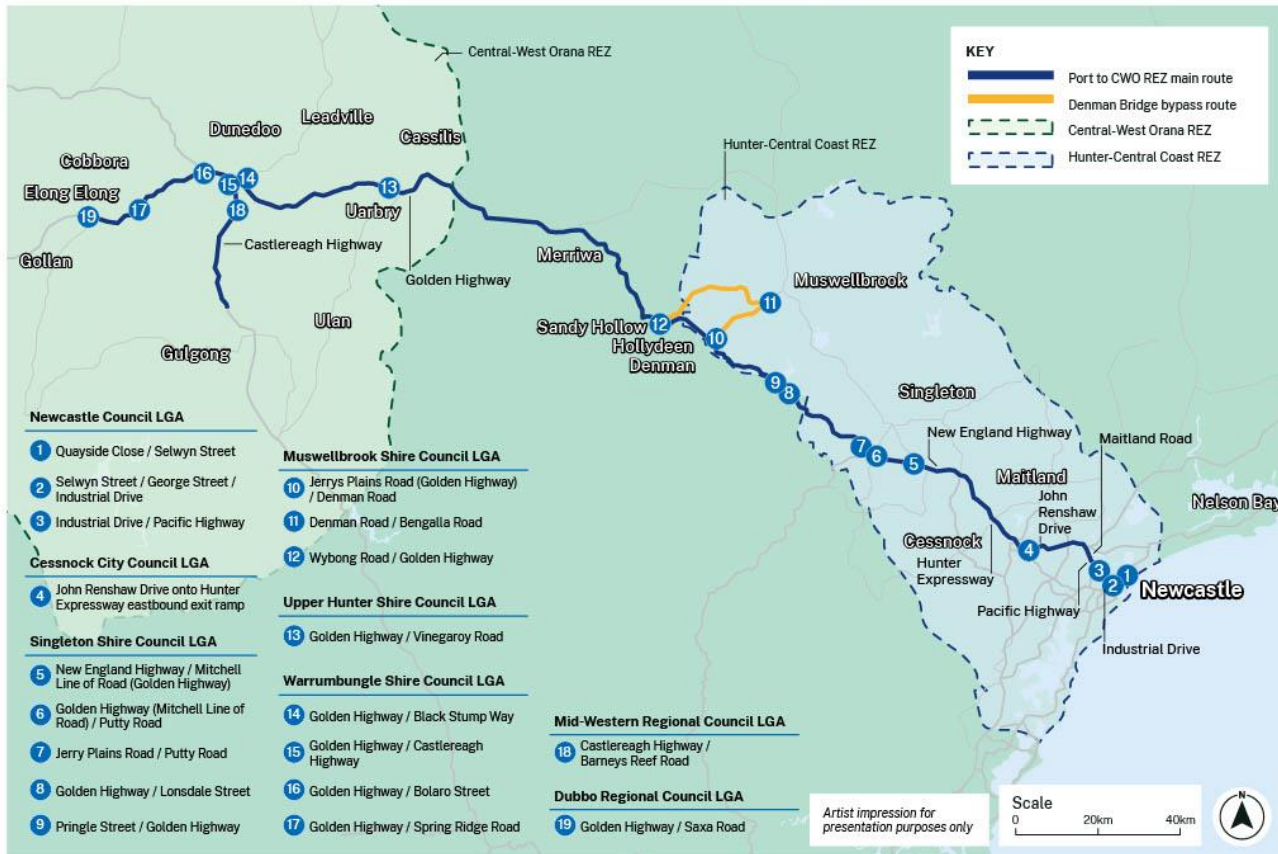 KEY
Port to CWO REZ main route
Denman Bridge bypass route
Central-West Orana REZ
Hunter-Central Coast REZ
Central-West Orana REZ
Leadville
Dunedoo
Cassilis
Hunter-Central Coast REZ
Cobbora
16
15
14
Elong Elong
13
19
17
18
Uarbry
Castlereagh Highway
Golden Highway
Gollan
Merriwa
Muswellbrook
11
Ulan
Sandy Hollow
12
10
Hollydeen
Denman
Gulgong
9
8
Singleton
New England Highway
Maitland Road
7
6
5
Maitland
John
Renshaw
Drive
Nelson Bay
Cessnock
Hunter
Expressway
4
3
2
1
Newcastle
Pacific Highway
Industrial Drive
Newcastle Council LGA
1 Quayside Close / Selwyn Street
2 Selwyn Street / George Street /
Industrial Drive
3 Industrial Drive / Pacific Highway
Cessnock City Council LGA
4 John Renshaw Drive onto Hunter
Expressway eastbound exit ramp
Singleton Shire Council LGA
5 New England Highway / Mitchell
Line of Road (Golden Highway)
6 Golden Highway (Mitchell Line of
Road) / Putty Road
7 Jerry Plains Road / Putty Road
8 Golden Highway / Lonsdale Street
9 Pringle Street / Golden Highway
Muswellbrook Shire Council LGA
10 Jerrys Plains Road (Golden Highway)
/ Denman Road
11 Denman Road / Bengalla Road
12 Wybong Road / Golden Highway
Upper Hunter Shire Council LGA
13 Golden Highway / Vinegaroy Road
Warrumbungle Shire Council LGA
14 Golden Highway / Black Stump Way
15 Golden Highway / Castlereagh
Highway
16 Golden Highway / Bolaro Street
17 Golden Highway / Spring Ridge Road
Mid-Western Regional Council LGA
18 Castlereagh Highway /
Barneys Reef Road
Dubbo Regional Council LGA
19 Golden Highway / Saxa Road
Artist impression for
presentation purposes only
Scale
0 20km 40km
N